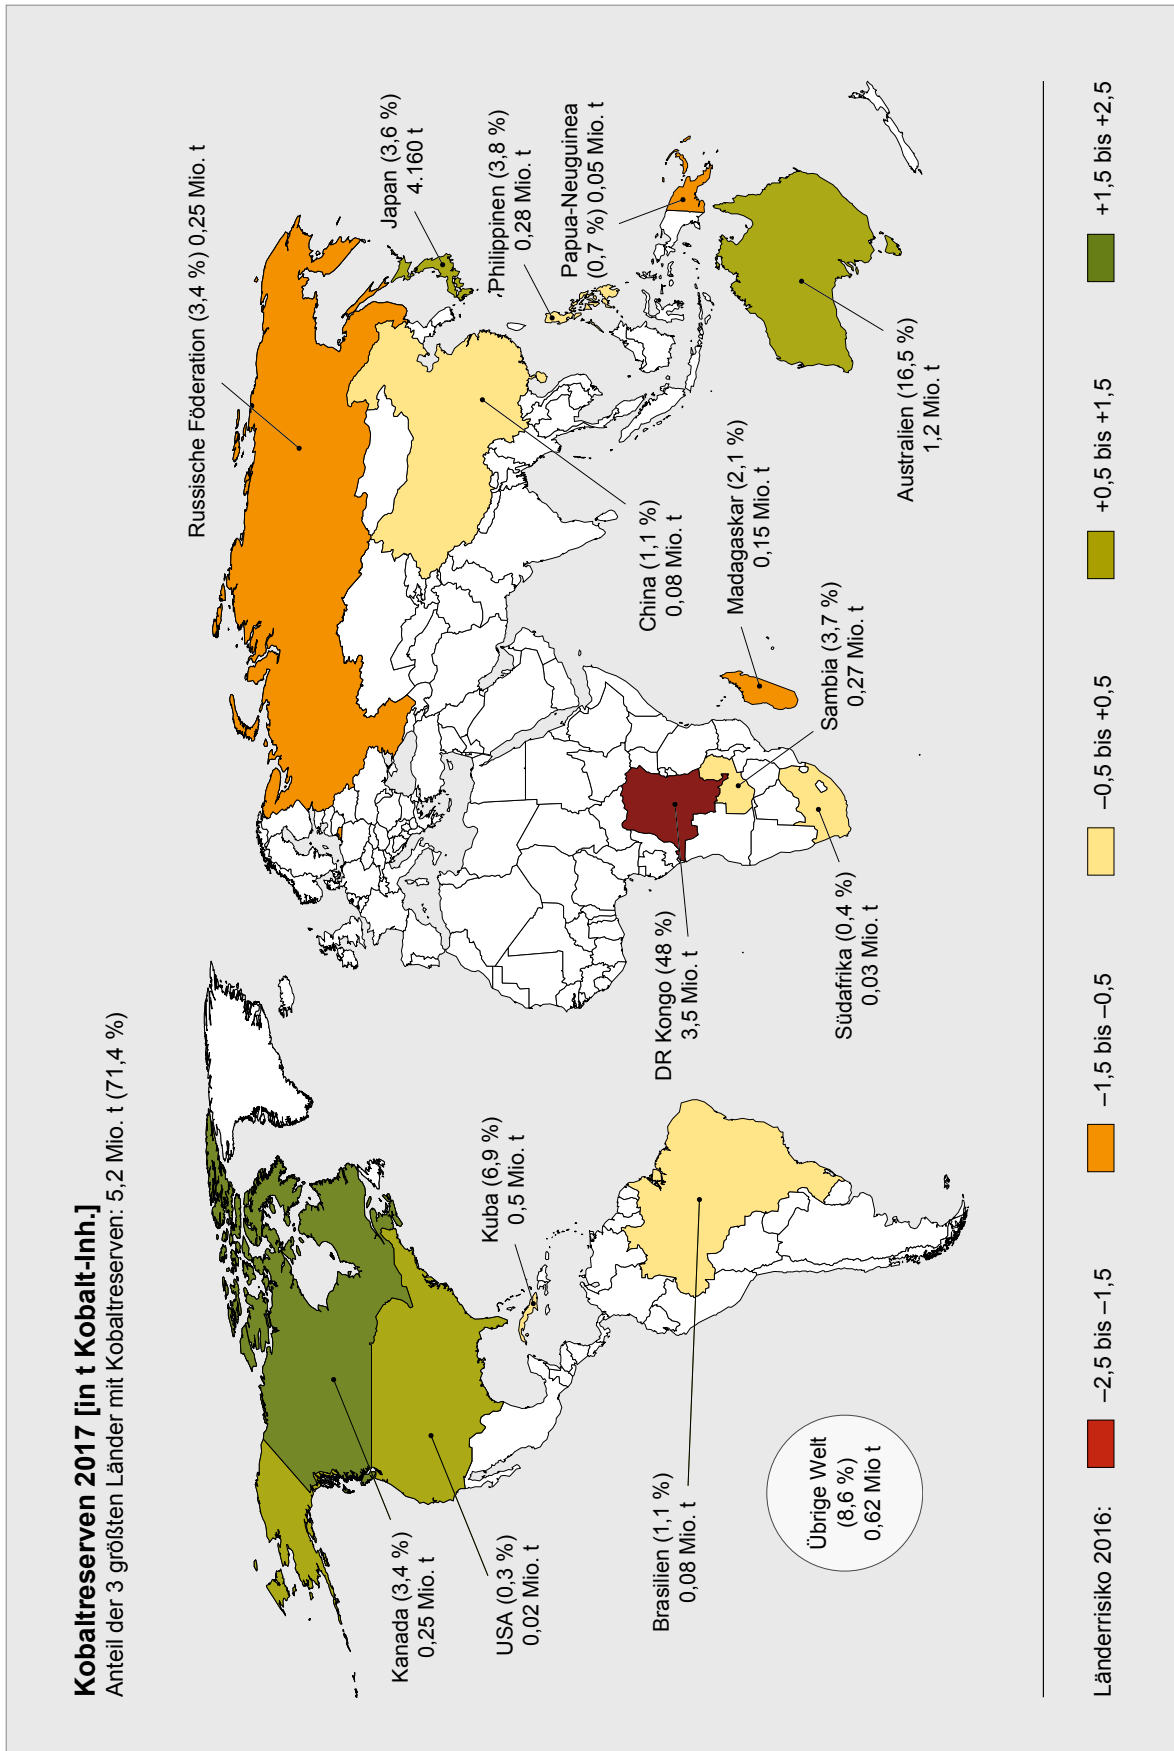 Kobaltreserven 2017 [in t Kobalt-Inh.]
Anteil der 3 größten Länder mit Kobaltreserven: 5,2 Mio. t (71,4 %)
Russische Föderation (3,4 %) 0,25 Mio. t
Japan (3,6 %)
4.160 t
Philippinen (3,8 %)
0,28 Mio. t
Papua-Neuguinea
(0,7 %) 0,05 Mio. t
Kanada (3,4 %)
0,25 Mio. t
USA (0,3 %)
0,02 Mio. t
Kuba (6,9 %)
0,5 Mio. t
China (1,1 %)
0,08 Mio. t
DR Kongo (48 %)
3,5 Mio. t
Brasilien (1,1 %)
0,08 Mio. t
Madagaskar (2,1 %)
0,15 Mio. t
Sambia (3,7 %)
0,27 Mio. t
Südafrika (0,4 %)
0,03 Mio. t
Australien (16,5 %)
1,2 Mio. t
Übrige Welt
(8,6 %)
0,62 Mio t
Länderrisiko 2016: –2,5 bis –1,5 –1,5 bis –0,5 –0,5 bis +0,5 +0,5 bis +1,5 +1,5 bis +2,5